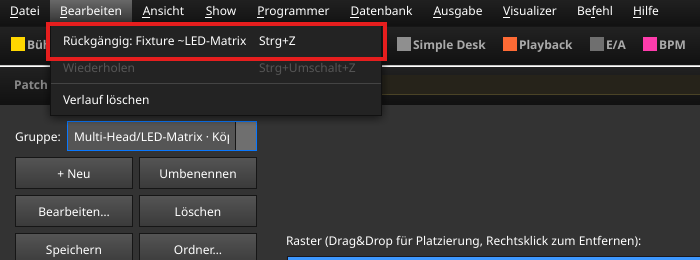 Datei Bearbeiten Ansicht Show Programmer Datenbank Ausgabe Visualizer Befehl Hilfe
Rückgängig: Fixture ~LED-Matrix Strg+Z
Simple Desk Playback E/A BPM
Wiederholen Strg+Umschalt+Z
Patch
Verlauf löschen
Gruppe: Multi-Head/LED-Matrix ·
+ Neu Umbenennen
Bearbeiten... Löschen
Speichern Ordner...
Raster (Drag&Drop für Platzierung, Rechtsklick zum Entfernen):